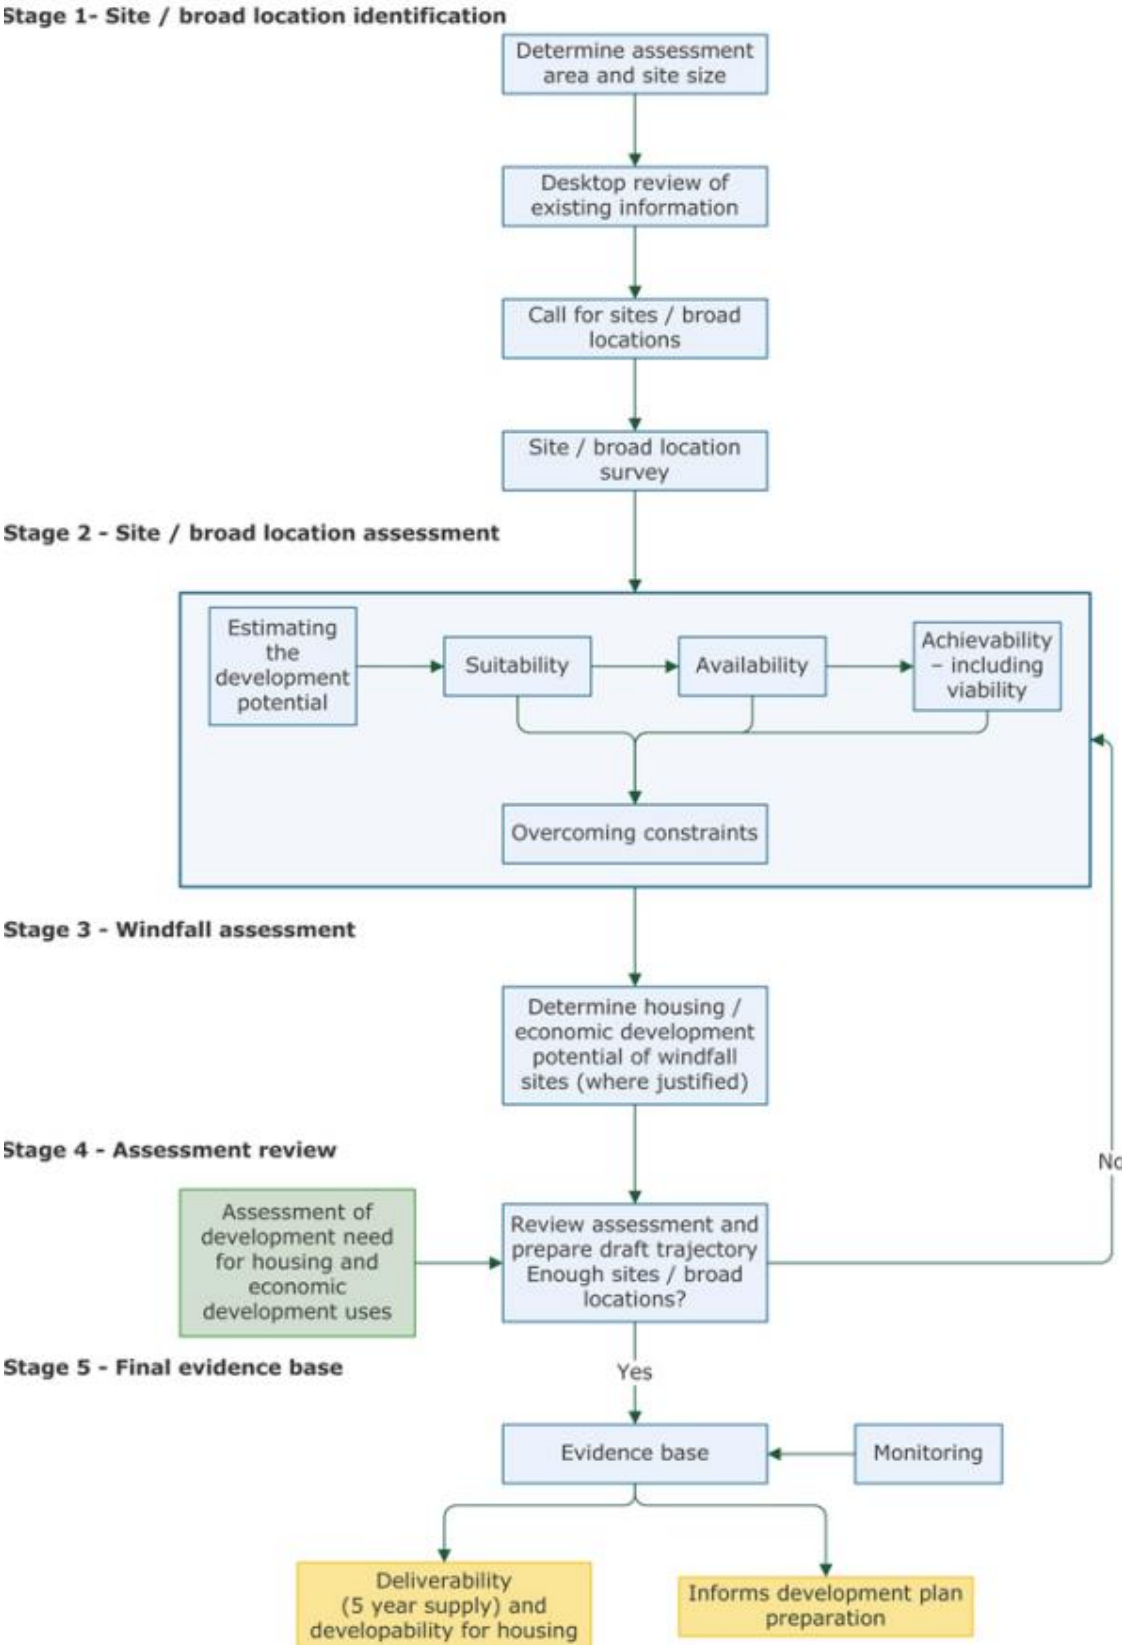 Stage 1- Site / broad location identification
Determine assessment
area and site size
Desktop review of
existing information
Call for sites / broad
locations
Site / broad location
survey
Stage 2 - Site / broad location assessment
Estimating
the
development
potential
Suitability
Availability
Achievability
– including
viability
Overcoming constraints
Stage 3 - Windfall assessment
Determine housing /
economic development
potential of windfall
sites (where justified)
Stage 4 - Assessment review
No
Assessment of
development need
for housing and
economic
development uses
Review assessment and
prepare draft trajectory
Enough sites / broad
locations?
Stage 5 - Final evidence base
Yes
Evidence base
Monitoring
Deliverability
(5 year supply) and
developability for housing
Informs development plan
preparation